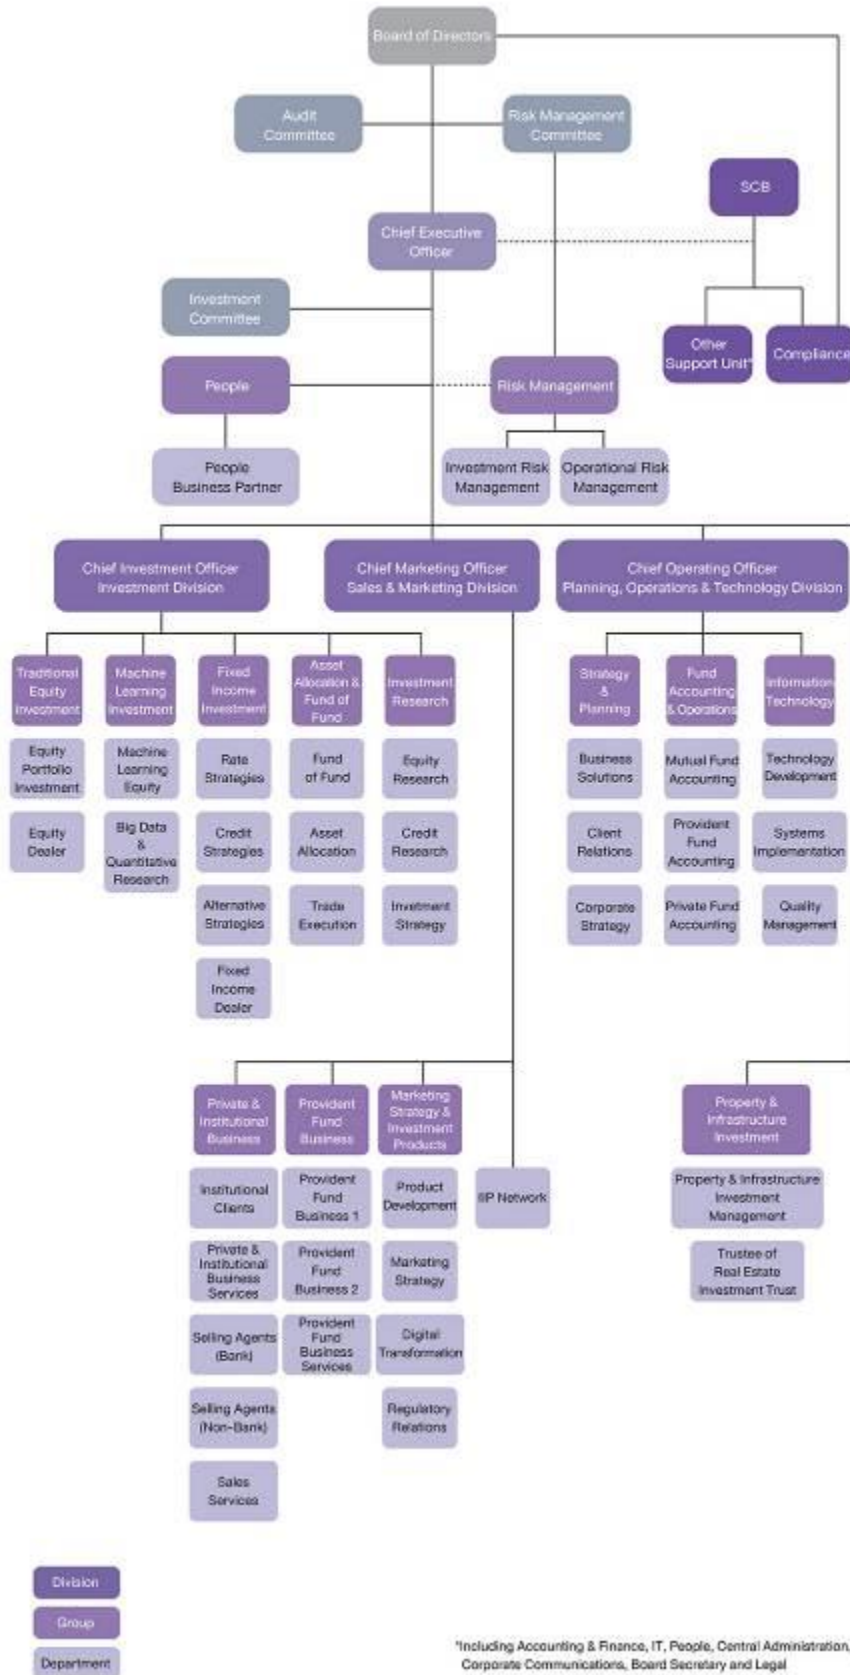 Board of Directors
Audit
Committee
Risk Management
Committee
SCB
Chief Executive
Officer
Investment
Committee
Other
Support Unit*
Compliance
People
Risk Management
People
Business Partner
Investment Risk
Management
Operational Risk
Management
Chief Investment Officer
Investment Division
Chief Marketing Officer
Sales & Marketing Division
Chief Operating Officer
Planning, Operations & Technology Division
Traditional
Equity
Investment
Machine
Learning
Investment
Fixed
Income
Investment
Asset
Allocation &
Fund of
Fund
Investment
Research
Strategy
&
Planning
Fund
Accounting
& Operations
Information
Technology
Equity
Portfolio
Investment
Machine
Learning
Equity
Rate
Strategies
Fund
of Fund
Equity
Research
Business
Solutions
Mutual Fund
Accounting
Technology
Development
Equity
Dealer
Big Data
&
Quantitative
Research
Credit
Strategies
Asset
Allocation
Credit
Research
Client
Relations
Provident
Fund
Accounting
Systems
Implementation
Alternative
Strategies
Trade
Execution
Invetment
Strategy
Corporate
Strategy
Private Fund
Accounting
Quality
Management
Fixed
Income
Dealer
Private &
Institutional
Business
Provident
Fund
Business
Marketing
Strategy &
Investment
Products
Property &
Infrastructure
Investment
Institutional
Clients
Provident
Fund
Business 1
Product
Development
IIP Network
Property & Infrastructure
Investment
Management
Private &
Institutional
Business
Services
Provident
Fund
Business 2
Marketing
Strategy
Trustee of
Real Estate
Investment Trust
Selling Agents
(Bank)
Provident
Fund
Business
Services
Digital
Transformation
Selling Agents
(Non-Bank)
Regulatory
Relations
Sales
Services
Division
Group
Department
*Including Accounting & Finance, IT, People, Central Administration,
Corporate Communications, Board Secretary and Legal